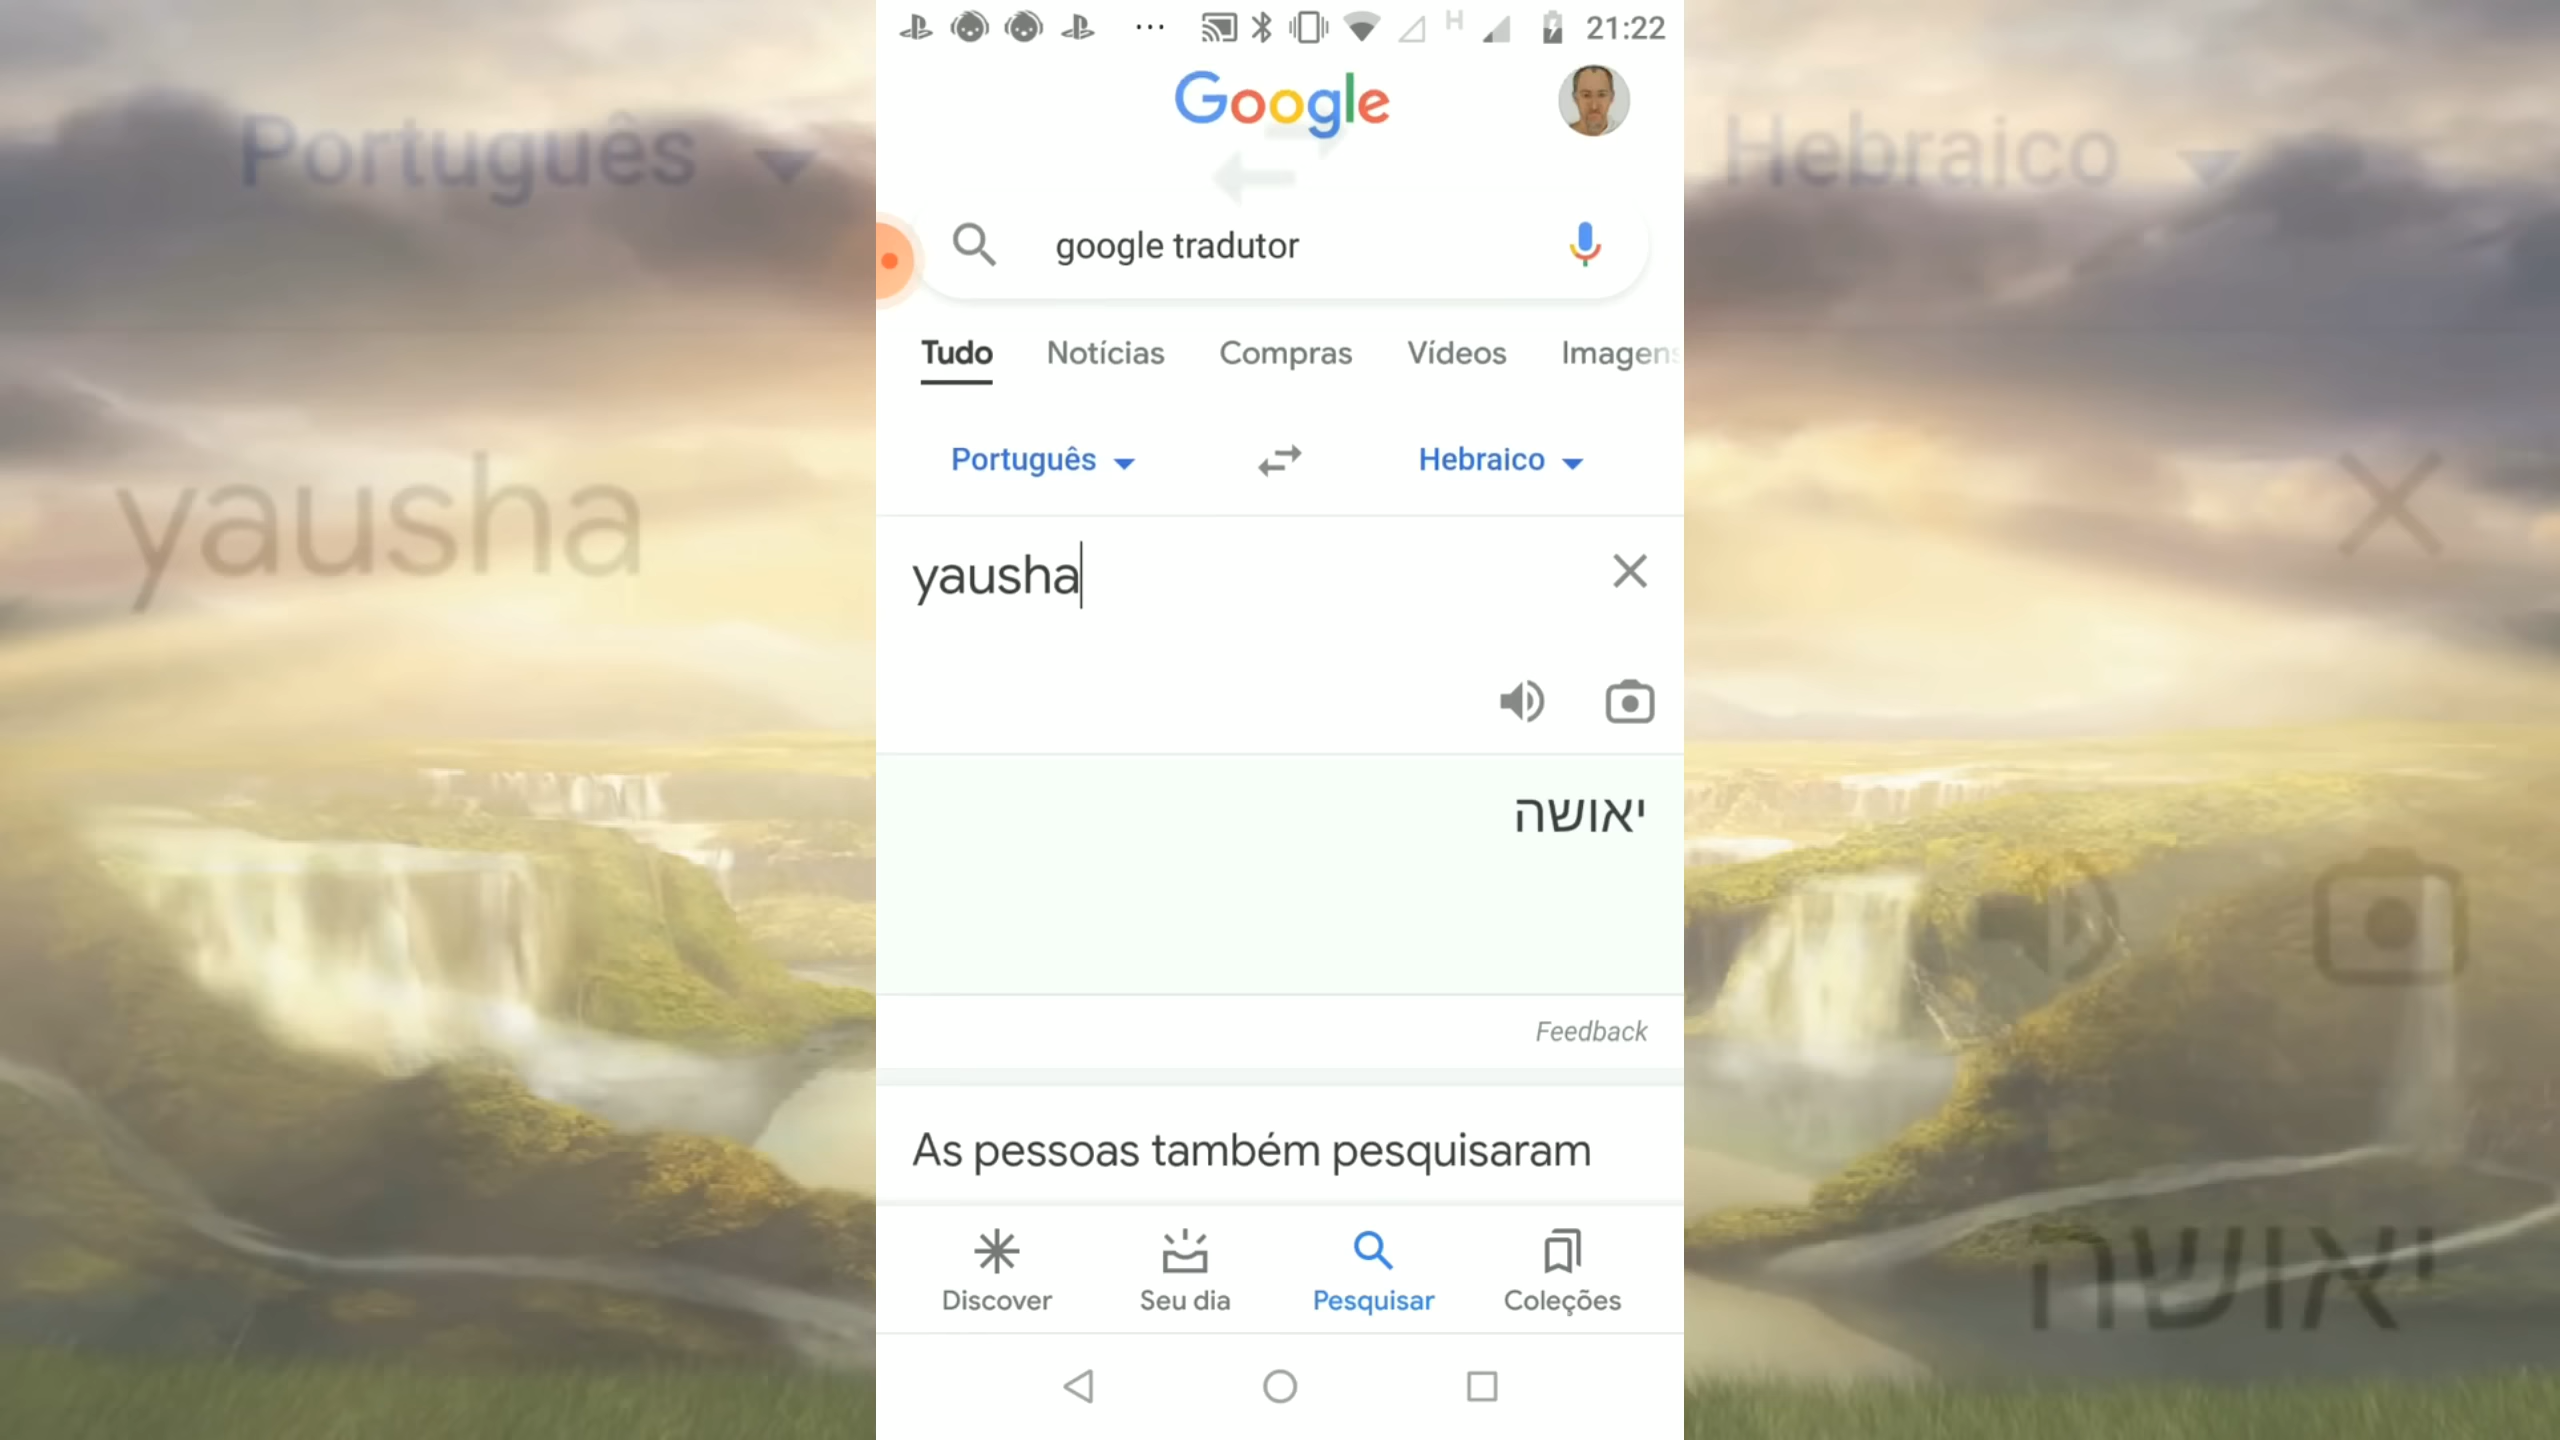 21:22
Google
google tradutor
Tudo Notícias Compras Vídeos Imagens
Português Hebraico
yausha
יאושה
Feedback
As pessoas também pesquisaram
Discover Seu dia Pesquisar Coleções
Português Hebraico
yausha
יאושה